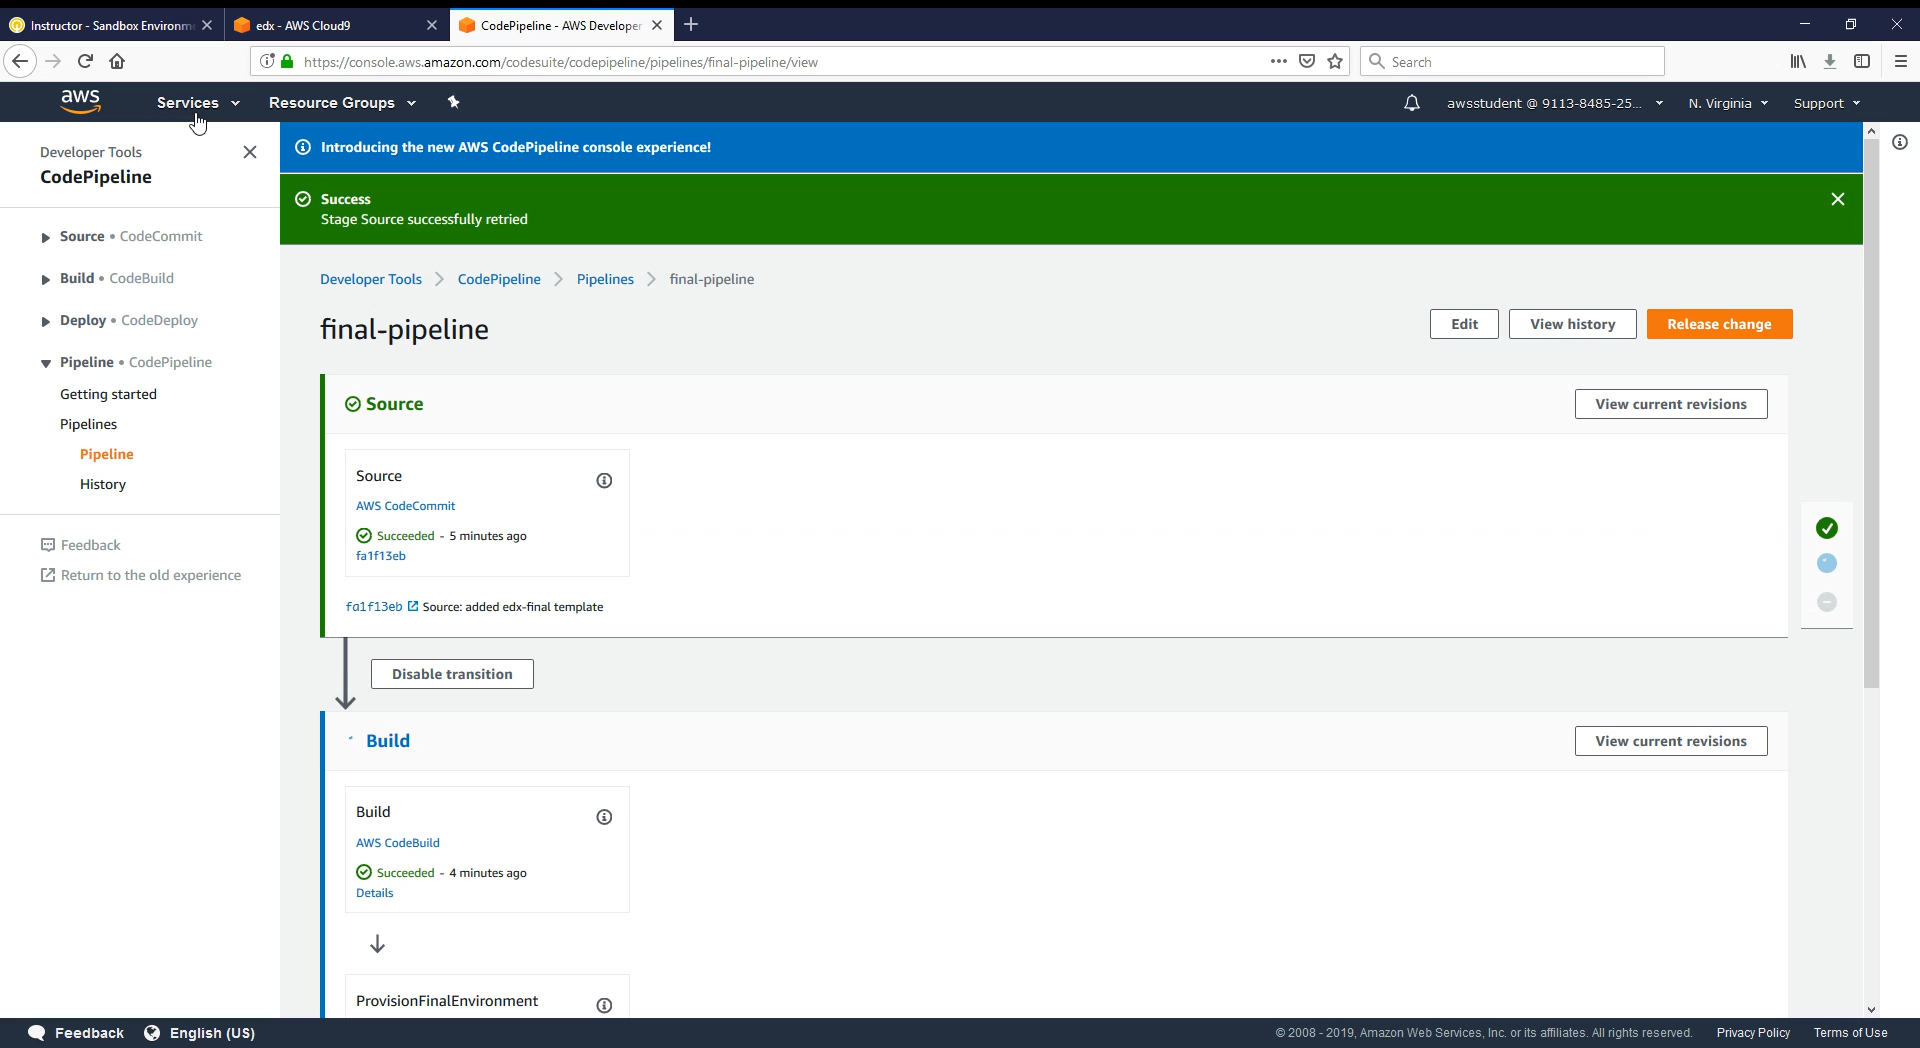 Instructor - Sandbox Environm
edx - AWS Cloud9
CodePipeline - AWS Developer
https://console.aws.amazon.com/codesuite/codepipeline/pipelines/final-pipeline/view
Search
aws
Services
Resource Groups
awsstudent @ 9113-8485-25...
N. Virginia
Support
Developer Tools
CodePipeline
Source • CodeCommit
Build • CodeBuild
Deploy • CodeDeploy
Pipeline • CodePipeline
Getting started
Pipelines
Pipeline
History
Feedback
Return to the old experience
Introducing the new AWS CodePipeline console experience!
Success
Stage Source successfully retried
Developer Tools > CodePipeline > Pipelines > final-pipeline
final-pipeline
Edit
View history
Release change
Source
View current revisions
Source
AWS CodeCommit
Succeeded - 5 minutes ago
fa1f13eb
fa1f13eb Source: added edx-final template
Disable transition
Build
View current revisions
Build
AWS CodeBuild
Succeeded - 4 minutes ago
Details
ProvisionFinalEnvironment
Feedback
English (US)
© 2008 - 2019, Amazon Web Services, Inc. or its affiliates. All rights reserved.
Privacy Policy
Terms of Use